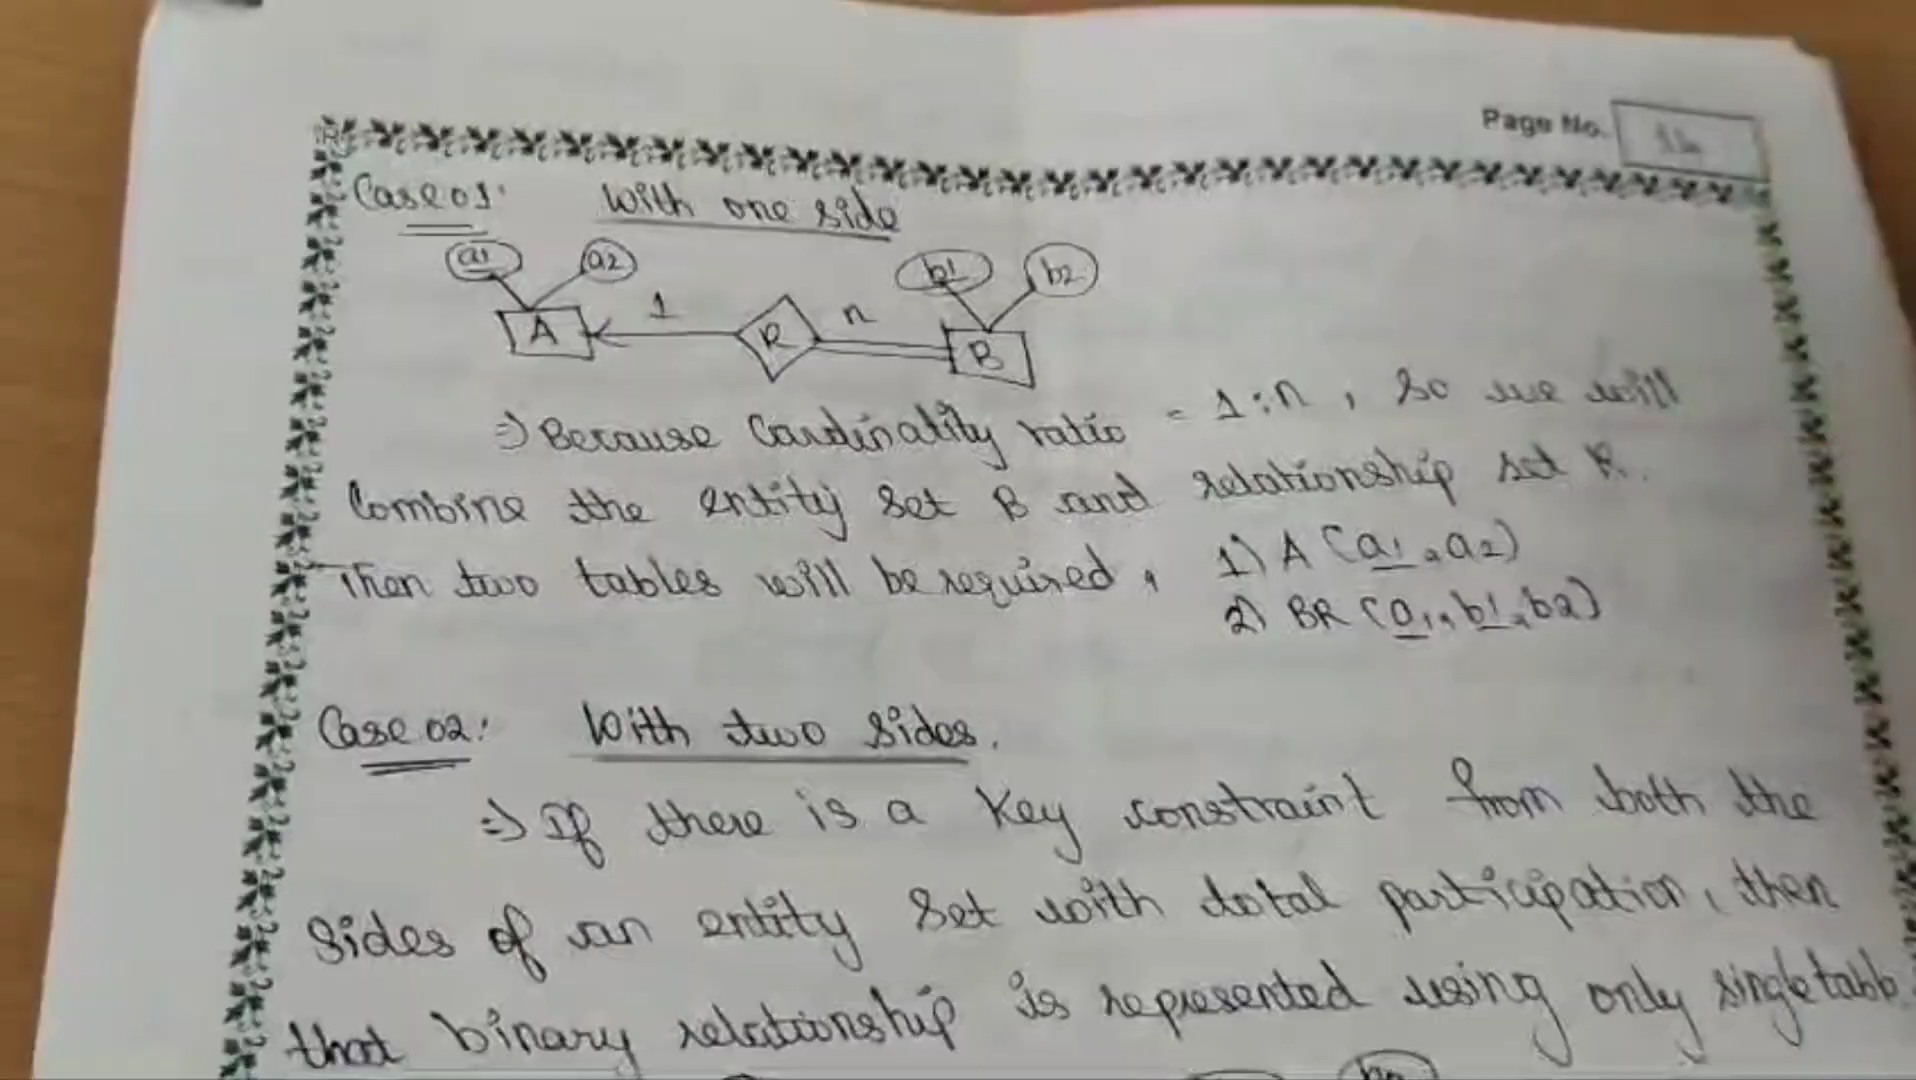 Page No. 16
Case 01: With one side
a1 a2 b1 b2
A 1 R n B
=> Because Cardinality ratio = 1:n, so we will
Combine the entity set B and relationship set R.
Then two tables will be required, 1) A (a1, a2)
2) BR (a1, b1, b2)
Case 02: With two sides.
=> If there is a key constraint from both the
sides of an entity set with total participation, then
that binary relationship is represented using only single table